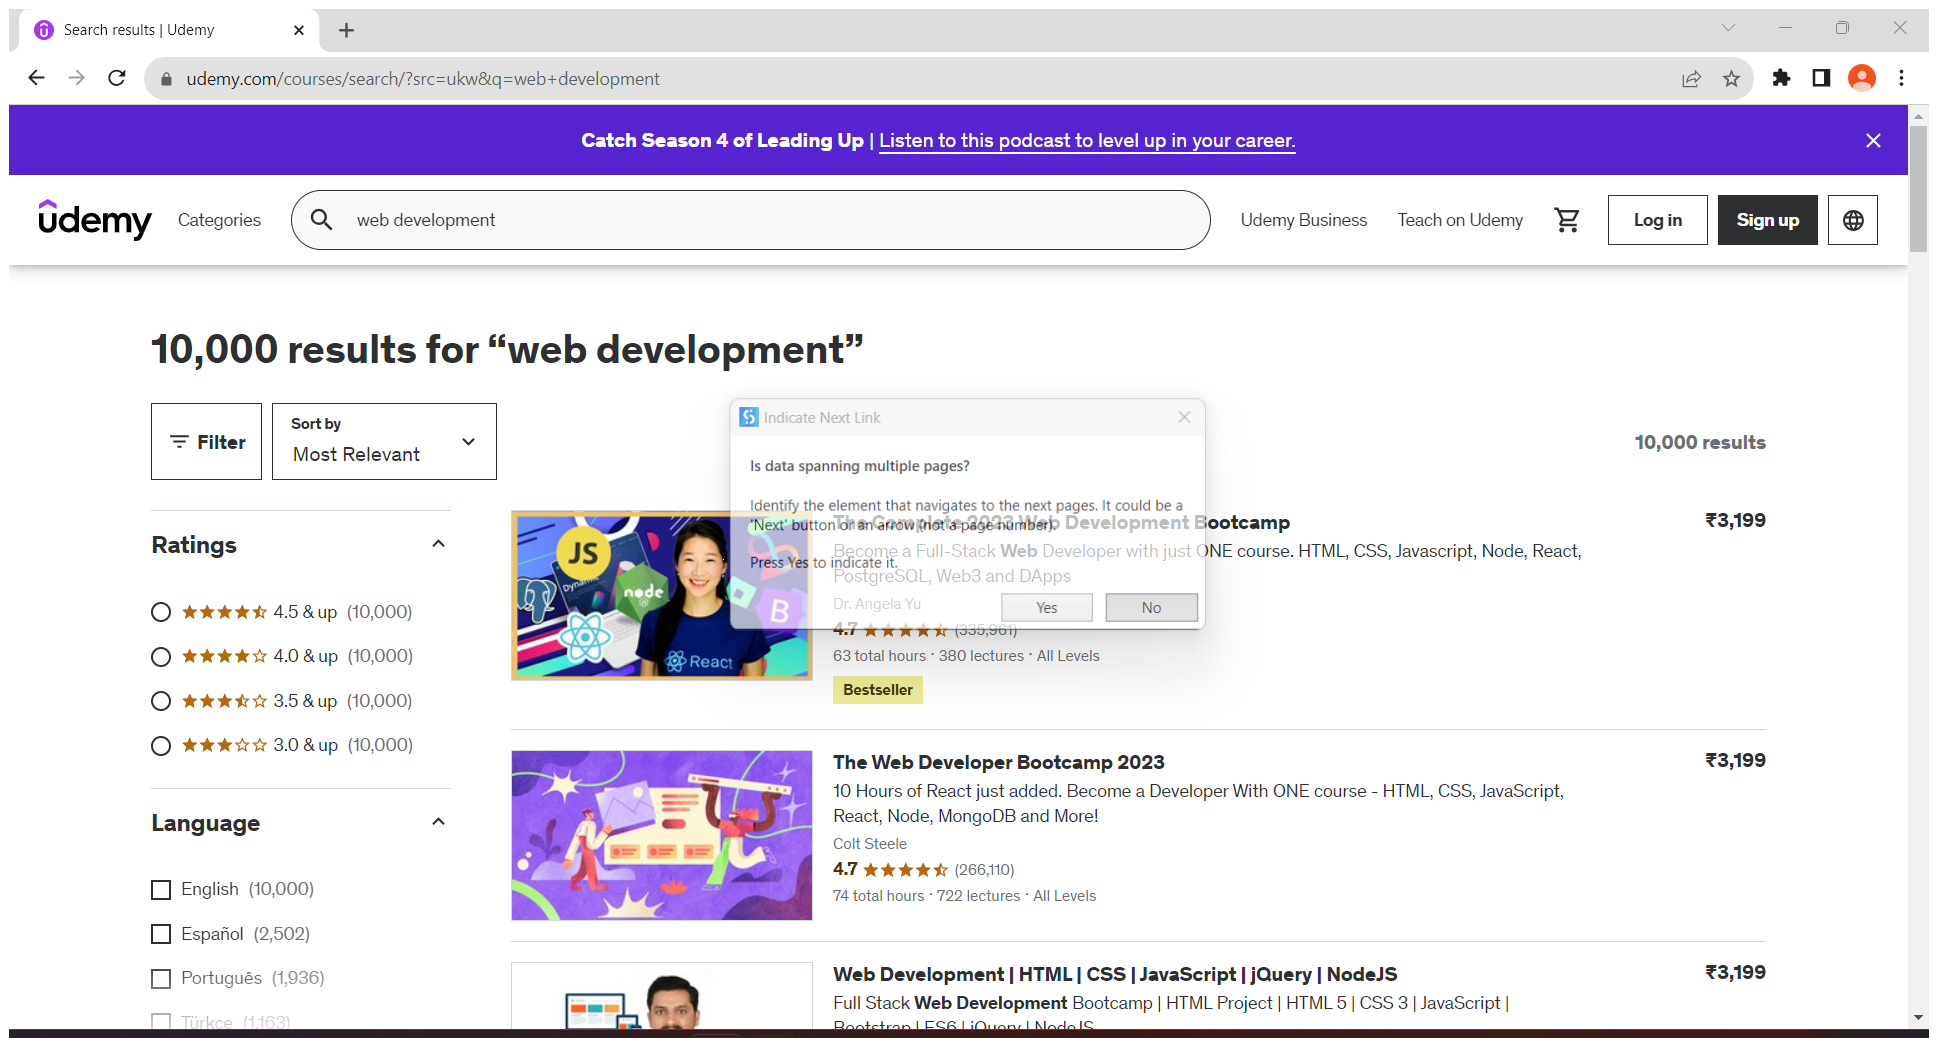 Search results | Udemy
udemy.com/courses/search/?src=ukw&q=web+development
Catch Season 4 of Leading Up | Listen to this podcast to level up in your career.
udemy
Categories
web development
Udemy Business
Teach on Udemy
Log in
Sign up
10,000 results for “web development”
Filter
Sort by
Most Relevant
10,000 results
Indicate Next Link
Is data spanning multiple pages?
Identify the element that navigates to the next pages. It could be a
'Next' button or an arrow (not a page number).
Press Yes to indicate it.
Yes
No
Ratings
4.5 & up (10,000)
4.0 & up (10,000)
3.5 & up (10,000)
3.0 & up (10,000)
Language
English (10,000)
Español (2,502)
Português (1,936)
Türkçe (1,163)
JS
Dynamic
node
B
React
The Complete 2023 Web Development Bootcamp
₹3,199
Become a Full-Stack Web Developer with just ONE course. HTML, CSS, Javascript, Node, React,
PostgreSQL, Web3 and DApps
Dr. Angela Yu
4.7 (335,961)
63 total hours · 380 lectures · All Levels
Bestseller
The Web Developer Bootcamp 2023
₹3,199
10 Hours of React just added. Become a Developer With ONE course - HTML, CSS, JavaScript,
React, Node, MongoDB and More!
Colt Steele
4.7 (266,110)
74 total hours · 722 lectures · All Levels
Web Development | HTML | CSS | JavaScript | jQuery | NodeJS
₹3,199
Full Stack Web Development Bootcamp | HTML Project | HTML 5 | CSS 3 | JavaScript |
Bootstrap | ES6 | jQuery | NodeJS